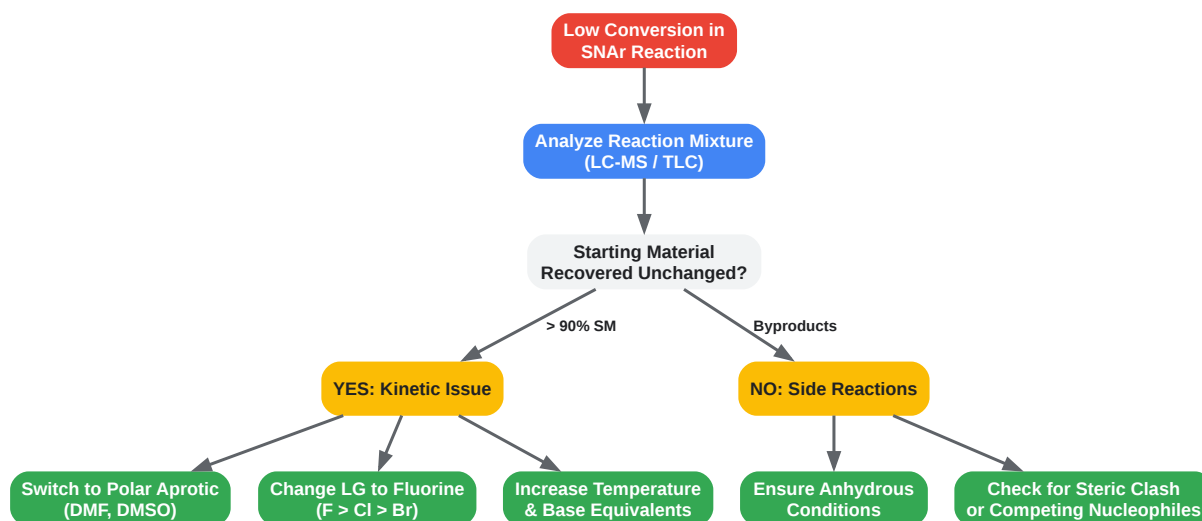 Low Conversion in
SNAr Reaction
Analyze Reaction Mixture
(LC-MS / TLC)
Starting Material
Recovered Unchanged?
> 90% SM
Byproducts
YES: Kinetic Issue
NO: Side Reactions
Switch to Polar Aprotic
(DMF, DMSO)
Change LG to Fluorine
(F > Cl > Br)
Increase Temperature
& Base Equivalents
Ensure Anhydrous
Conditions
Check for Steric Clash
or Competing Nucleophiles